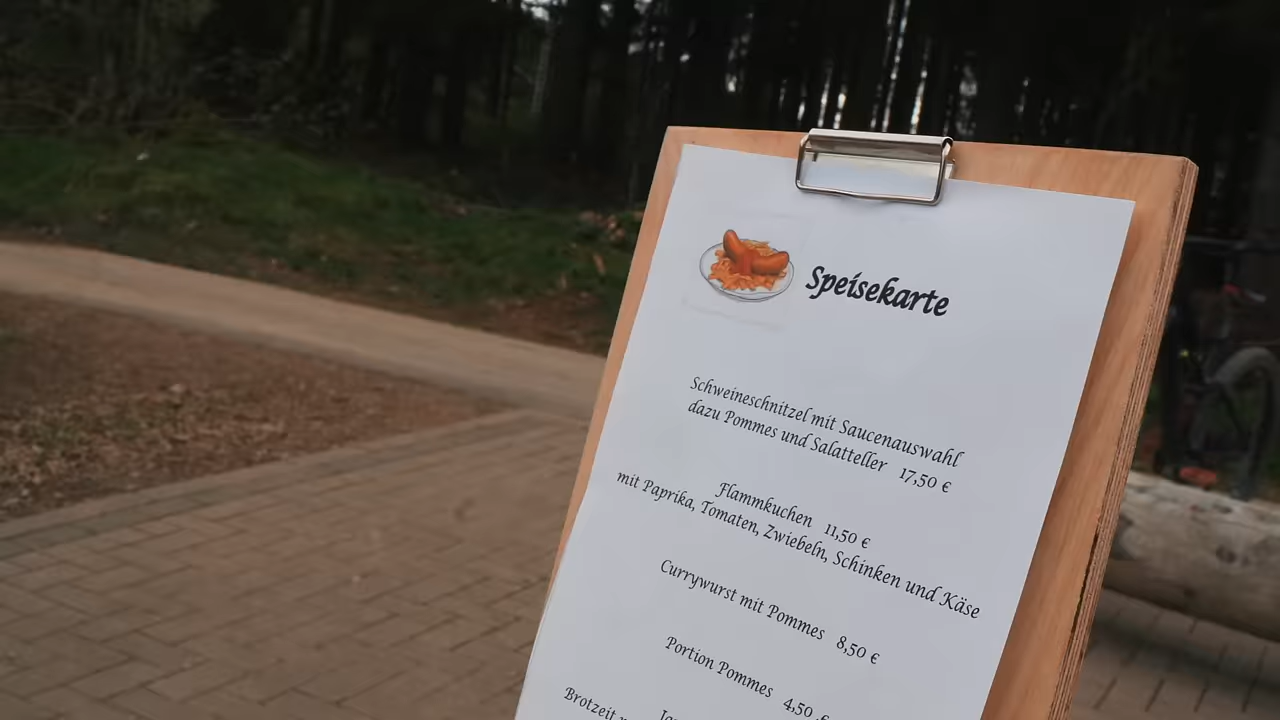 Speisekarte
Schweineschnitzel mit Saucenauswahl
dazu Pommes und Salatteller 17,50 €
Flammkuchen 11,50 €
mit Paprika, Tomaten, Zwiebeln, Schinken und Käse
Currywurst mit Pommes 8,50 €
Portion Pommes 4,50 €
Brotzeit